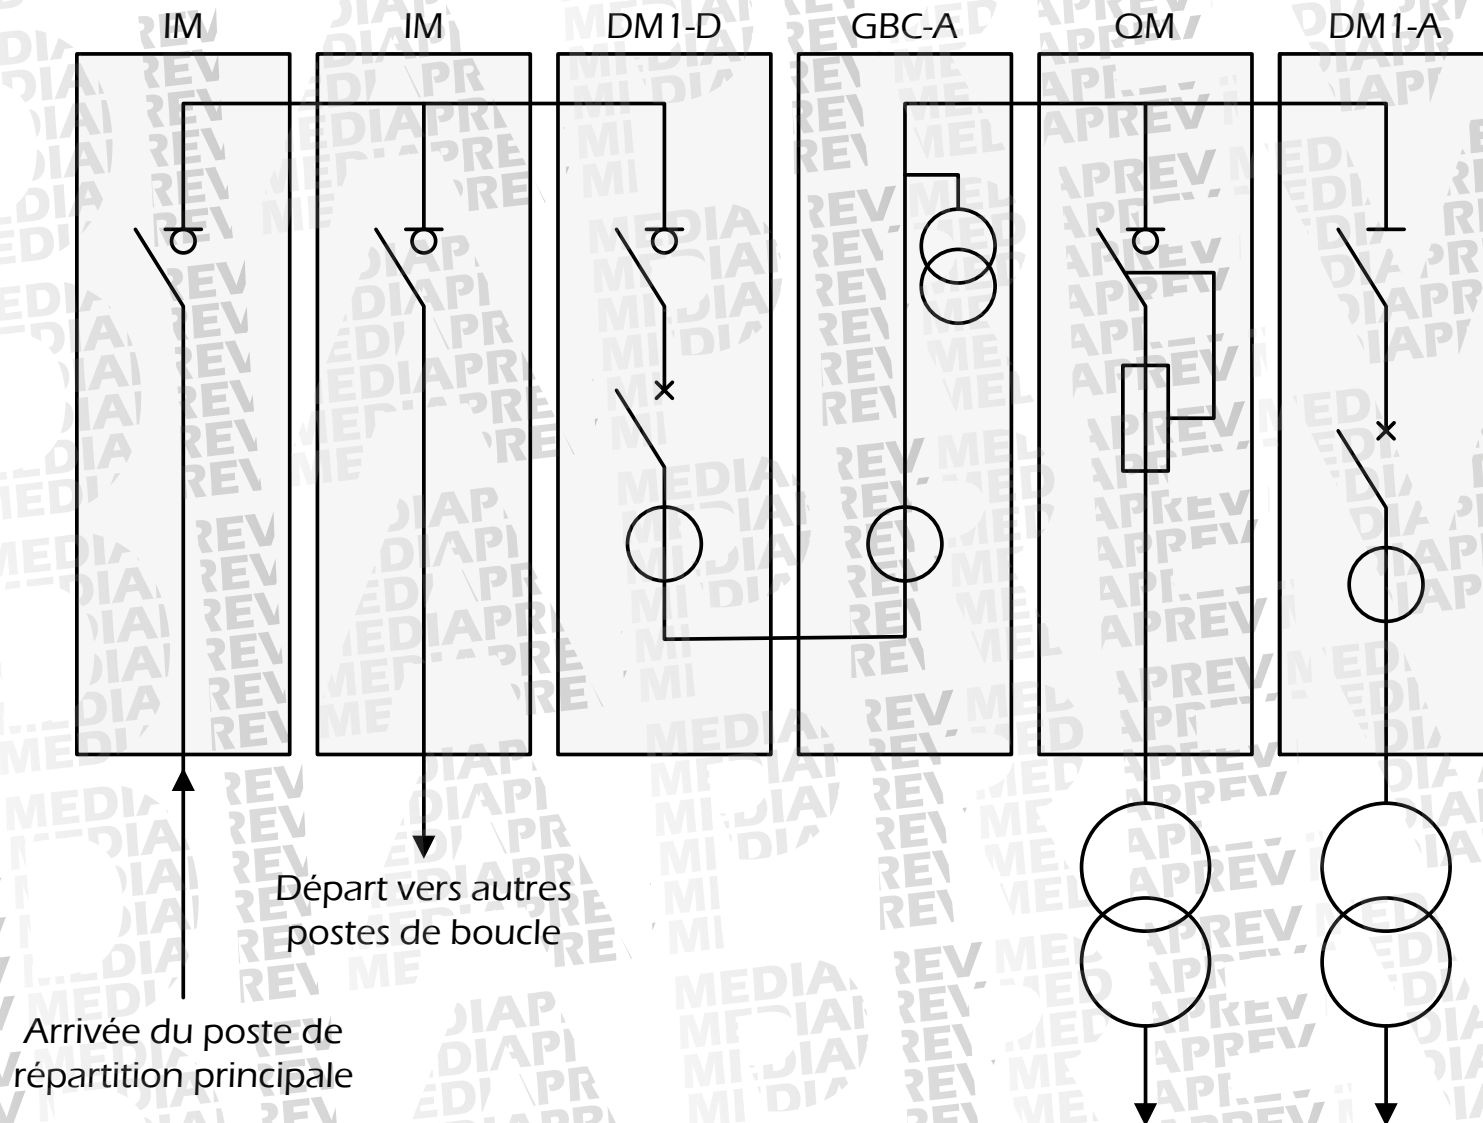 IM
IM
DM1-D
GBC-A
QM
DM1-A
Départ vers autres
postes de boucle
Arrivée du poste de
répartition principale